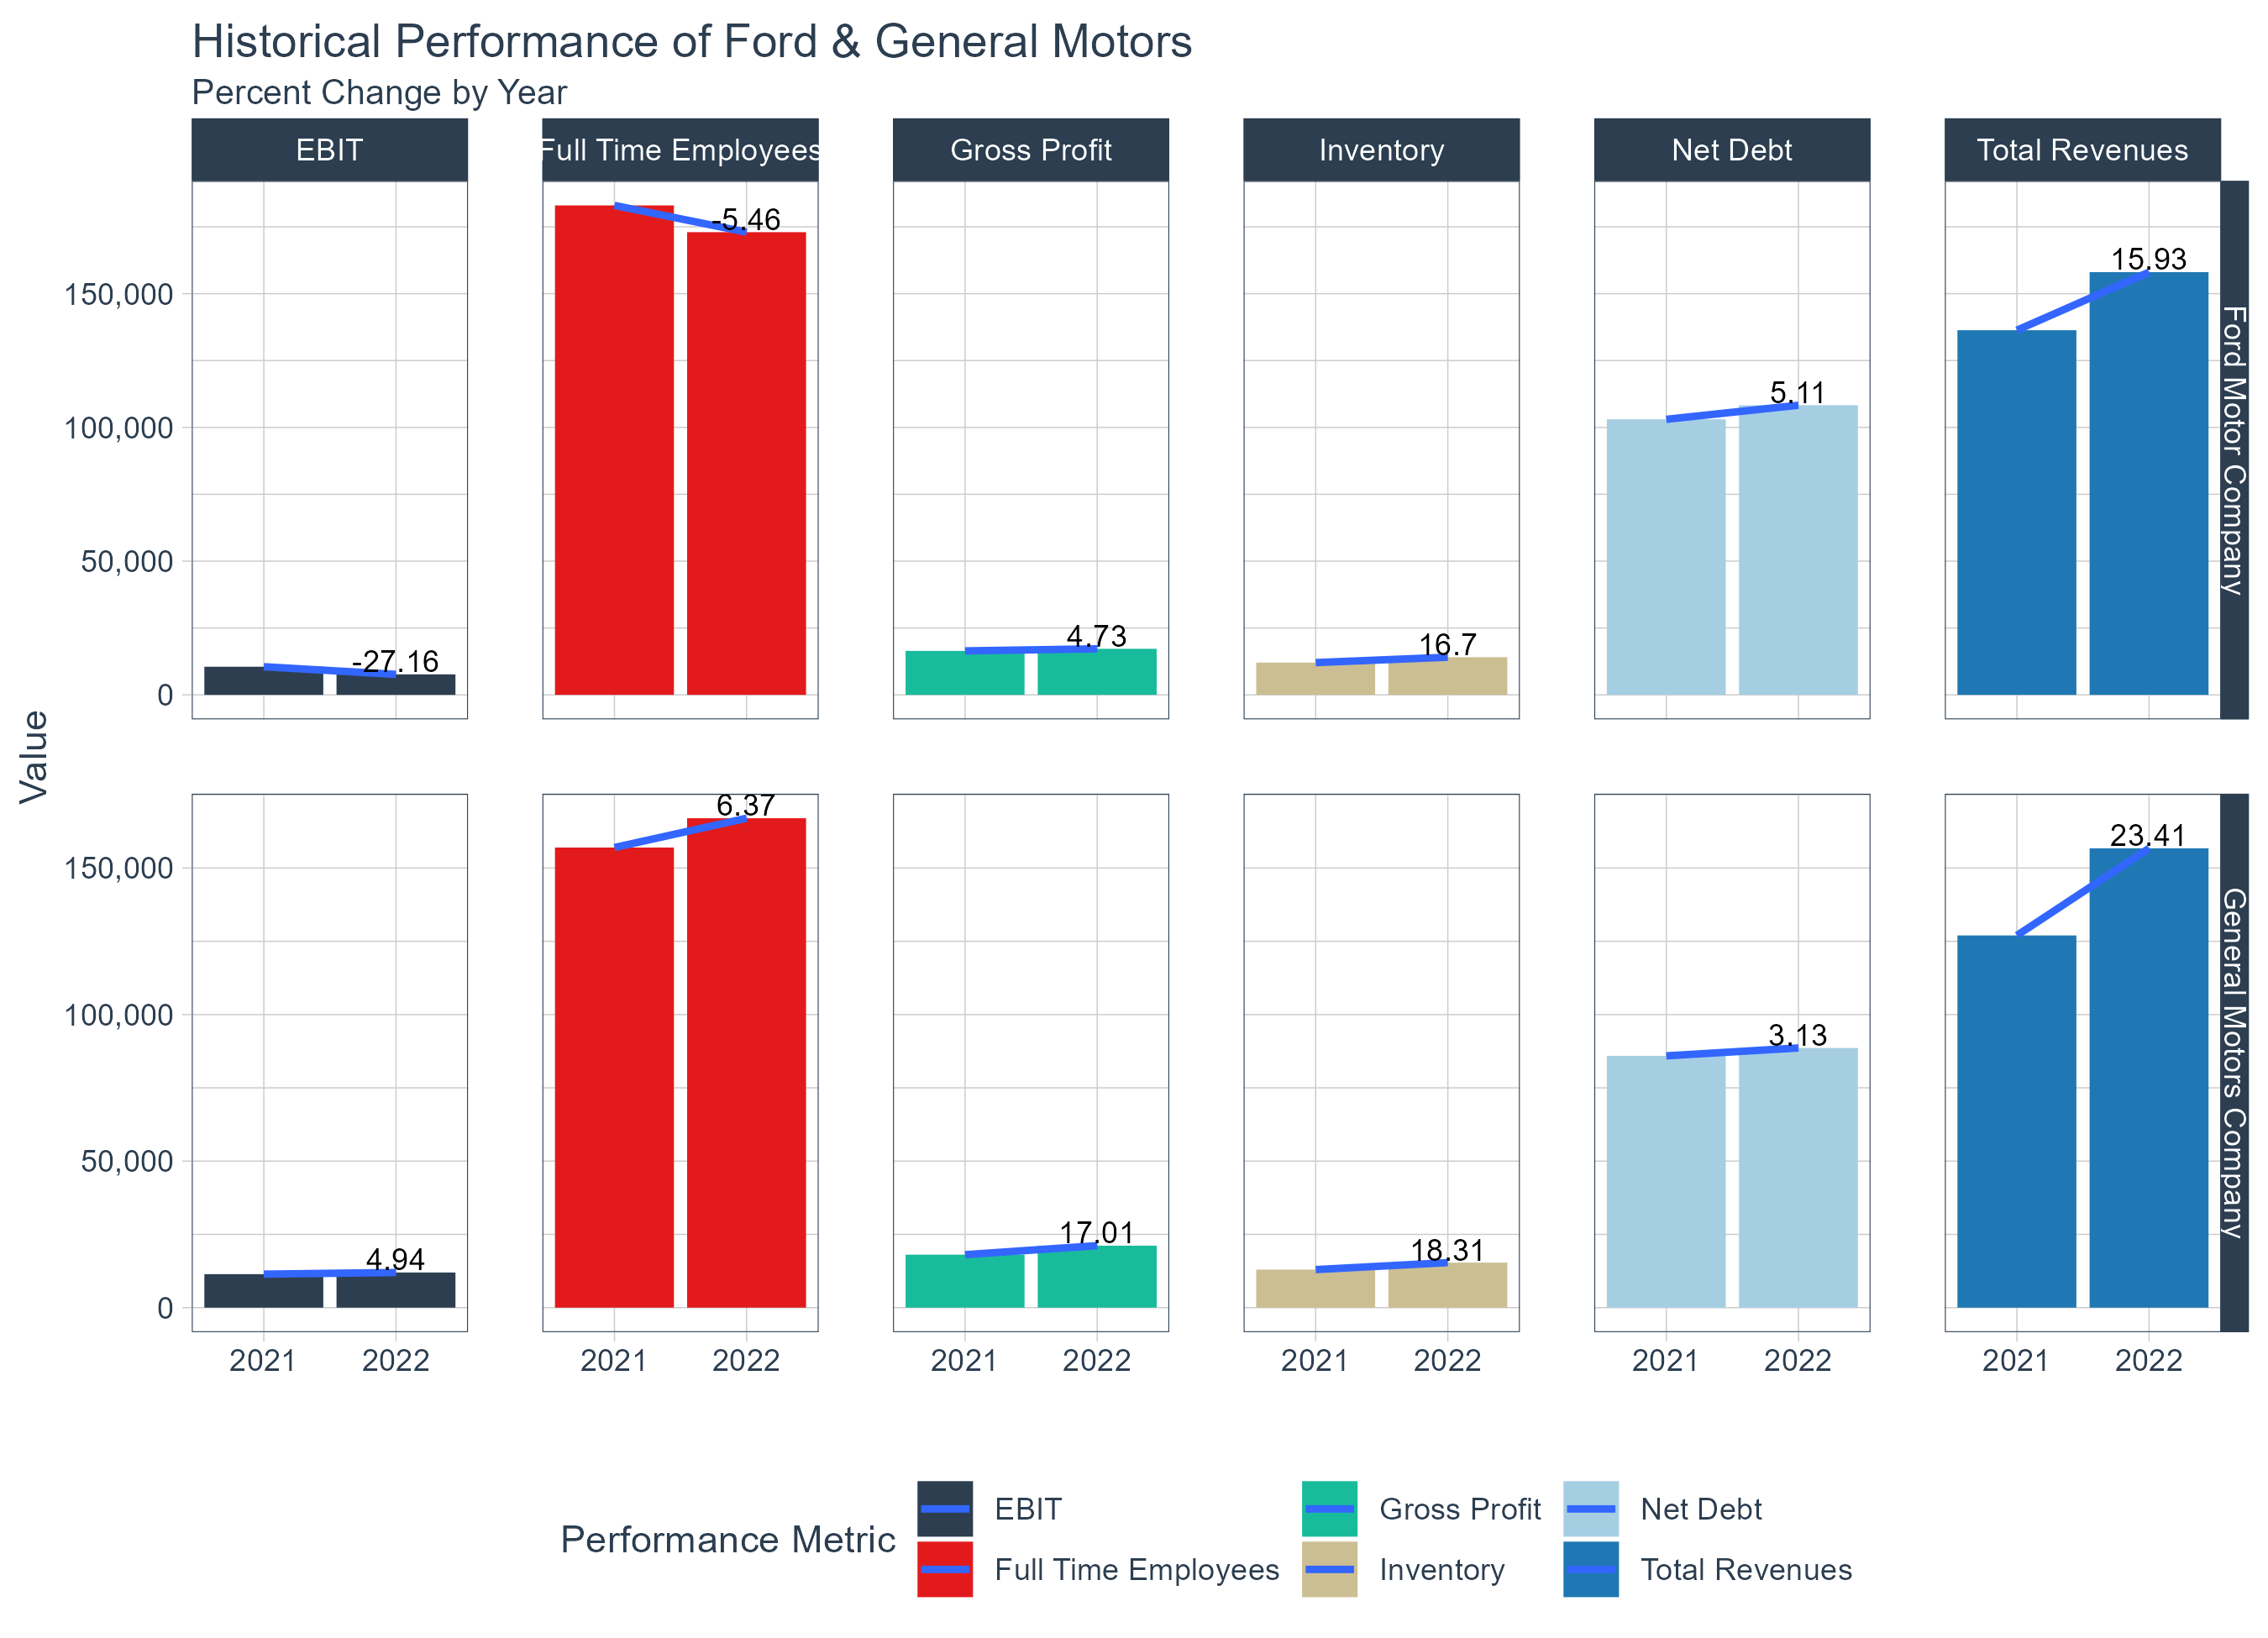 Historical Performance of Ford & General Motors
Percent Change by Year
EBIT
Full Time Employees
Gross Profit
Inventory
Net Debt
Total Revenues
Value
150,000
100,000
50,000
0
-27.16
-5.46
4.73
16.7
5.11
15.93
Ford Motor Company
150,000
100,000
50,000
0
4.94
6.37
17.01
18.31
3.13
23.41
General Motors Company
2021 2022
2021 2022
2021 2022
2021 2022
2021 2022
2021 2022
Performance Metric
EBIT
Full Time Employees
Gross Profit
Inventory
Net Debt
Total Revenues